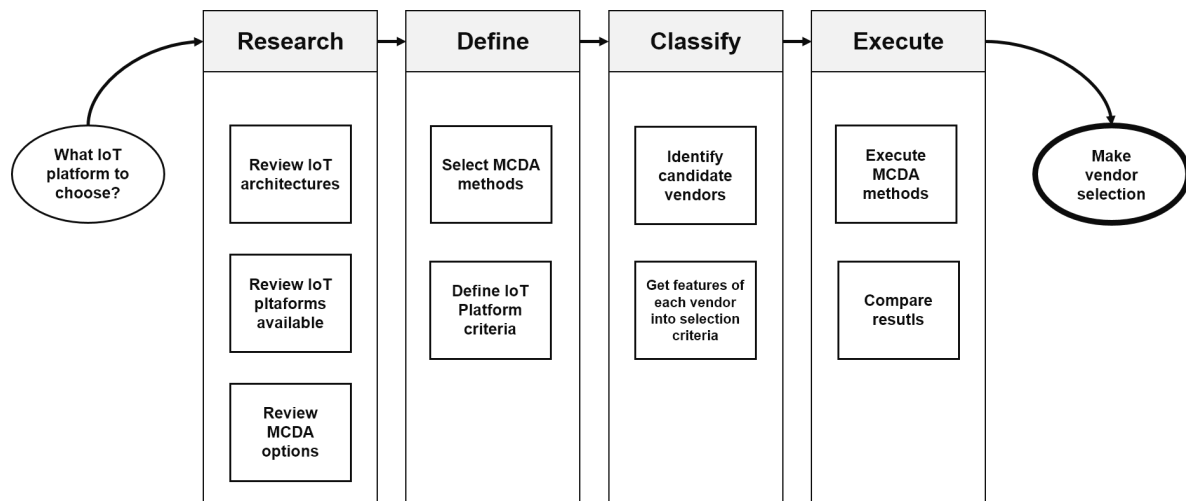 What IoT
platform to
choose?
Research
Review IoT
architectures
Review IoT
pltaforms
available
Review
MCDA
options
Define
Select MCDA
methods
Define IoT
Platform
criteria
Classify
Identify
candidate
vendors
Get features of
each vendor
into selection
criteria
Execute
Execute
MCDA
methods
Compare
resutls
Make
vendor
selection